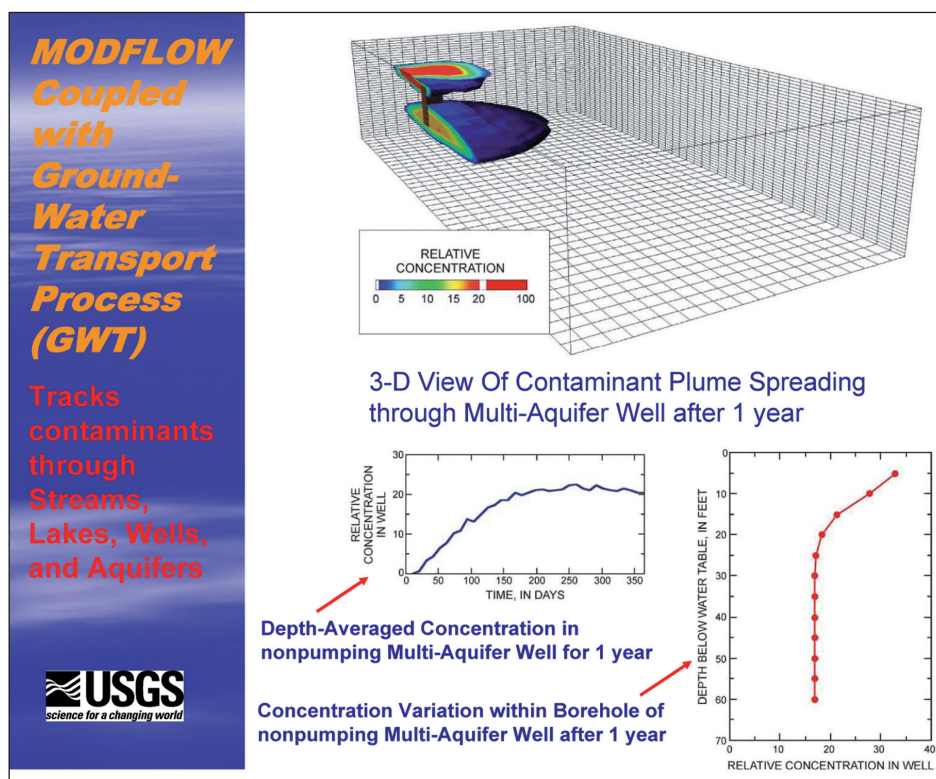 MODFLOW
Coupled
with
Ground-
Water
Transport
Process
(GWT)
Tracks
contaminants
through
Streams,
Lakes, Wells,
and Aquifers
USGS
science for a changing world
RELATIVE
CONCENTRATION
0 5 10 15 20 100
3-D View Of Contaminant Plume Spreading
through Multi-Aquifer Well after 1 year
RELATIVE
CONCENTRATION
IN WELL
30
20
10
0
0 50 100 150 200 250 300 350
TIME, IN DAYS
Depth-Averaged Concentration in
nonpumping Multi-Aquifer Well for 1 year
Concentration Variation within Borehole of
nonpumping Multi-Aquifer Well after 1 year
DEPTH BELOW WATER TABLE, IN FEET
0
10
20
30
40
50
60
70
0 10 20 30 40
RELATIVE CONCENTRATION IN WELL